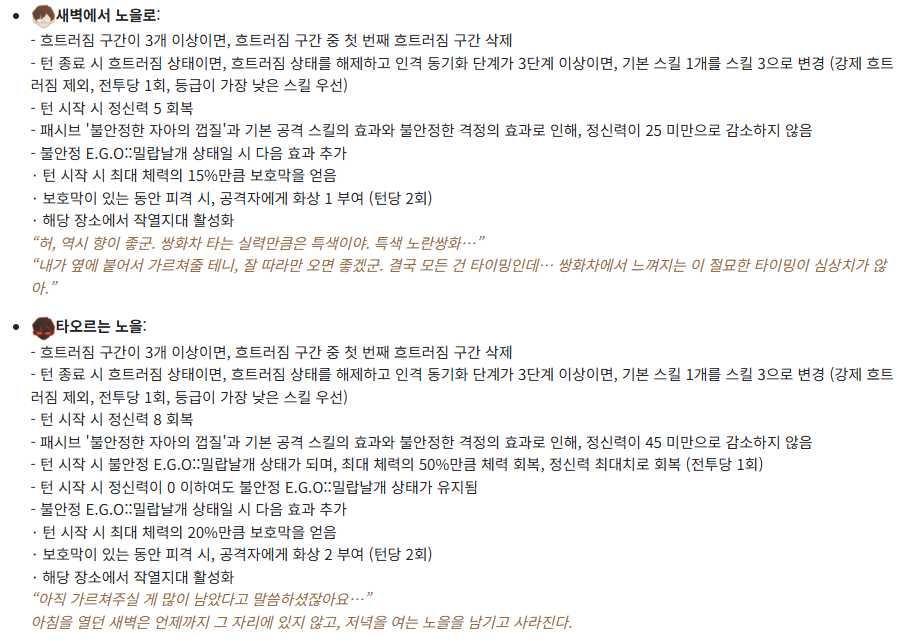 새벽에서 노을로:
- 흐트러짐 구간이 3개 이상이면, 흐트러짐 구간 중 첫 번째 흐트러짐 구간 삭제
- 턴 종료 시 흐트러짐 상태이면, 흐트러짐 상태를 해제하고 인격 동기화 단계가 3단계 이상이면, 기본 스킬 1개를 스킬 3으로 변경 (강제 흐트
러짐 제외, 전투당 1회, 등급이 가장 낮은 스킬 우선)
- 턴 시작 시 정신력 5 회복
- 패시브 '불안정한 자아의 껍질'과 기본 공격 스킬의 효과와 불안정한 격정의 효과로 인해, 정신력이 25 미만으로 감소하지 않음
- 불안정 E.G.O::밀랍날개 상태일 시 다음 효과 추가
· 턴 시작 시 최대 체력의 15%만큼 보호막을 얻음
· 보호막이 있는 동안 피격 시, 공격자에게 화상 1 부여 (턴당 2회)
· 해당 장소에서 작열지대 활성화
“허, 역시 향이 좋군. 쌍화차 타는 실력만큼은 특색이야. 특색 노란쌍화…”
“내가 옆에 붙어서 가르쳐줄 테니, 잘 따라만 오면 좋겠군. 결국 모든 건 타이밍인데… 쌍화차에서 느껴지는 이 절묘한 타이밍이 심상치가 않
아.”
타오르는 노을:
- 흐트러짐 구간이 3개 이상이면, 흐트러짐 구간 중 첫 번째 흐트러짐 구간 삭제
- 턴 종료 시 흐트러짐 상태이면, 흐트러짐 상태를 해제하고 인격 동기화 단계가 3단계 이상이면, 기본 스킬 1개를 스킬 3으로 변경 (강제 흐트
러짐 제외, 전투당 1회, 등급이 가장 낮은 스킬 우선)
- 턴 시작 시 정신력 8 회복
- 패시브 '불안정한 자아의 껍질'과 기본 공격 스킬의 효과와 불안정한 격정의 효과로 인해, 정신력이 45 미만으로 감소하지 않음
- 턴 시작 시 불안정 E.G.O::밀랍날개 상태가 되며, 최대 체력의 50%만큼 체력 회복, 정신력 최대치로 회복 (전투당 1회)
- 턴 시작 시 정신력이 0 이하여도 불안정 E.G.O::밀랍날개 상태가 유지됨
- 불안정 E.G.O::밀랍날개 상태일 시 다음 효과 추가
· 턴 시작 시 최대 체력의 20%만큼 보호막을 얻음
· 보호막이 있는 동안 피격 시, 공격자에게 화상 2 부여 (턴당 2회)
· 해당 장소에서 작열지대 활성화
“아직 가르쳐주실 게 많이 남았다고 말씀하셨잖아요…”
아침을 열던 새벽은 언제까지 그 자리에 있지 않고, 저녁을 여는 노을을 남기고 사라진다.